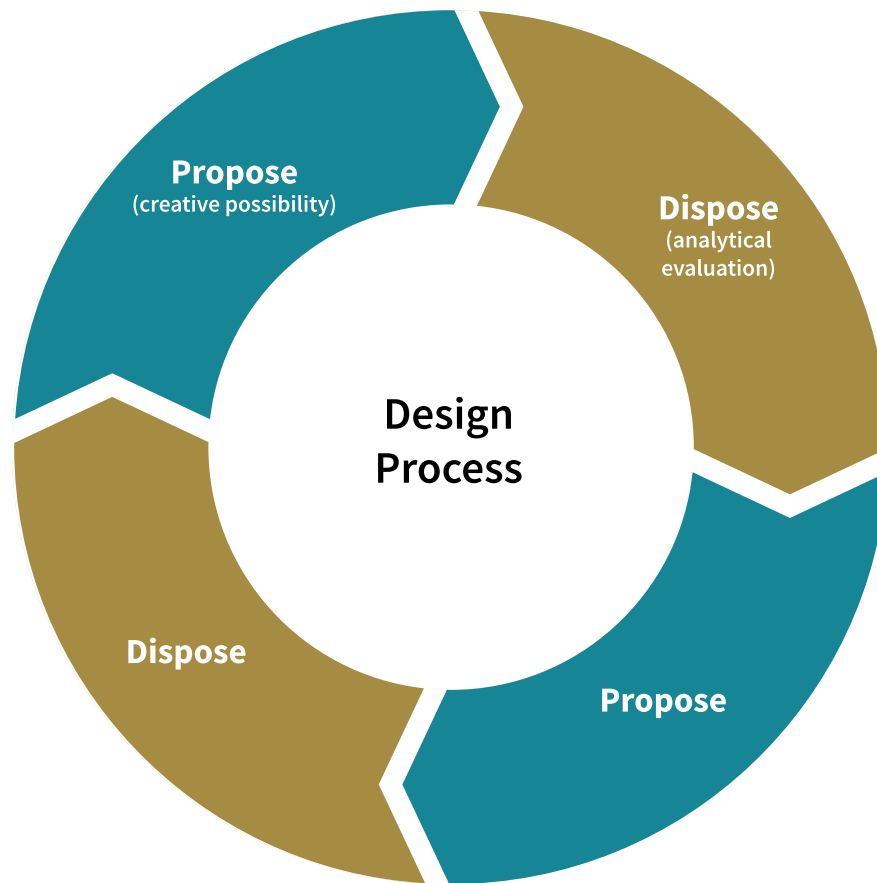 Propose
(creative possibility)
Dispose
(analytical
evaluation)
Design
Process
Dispose
Propose